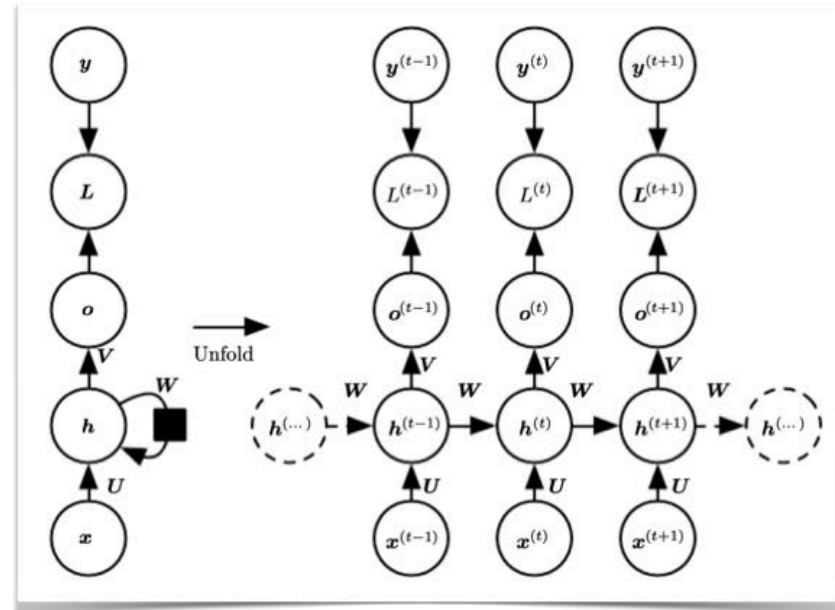 y y^(t−1) y^(t) y^(t+1)
L L^(t−1) L^(t) L^(t+1)
o o^(t−1) o^(t) o^(t+1)
Unfold
V V V V
W W W W W
h h^(...) h^(t−1) h^(t) h^(t+1) h^(...)
U U U U
x x^(t−1) x^(t) x^(t+1)